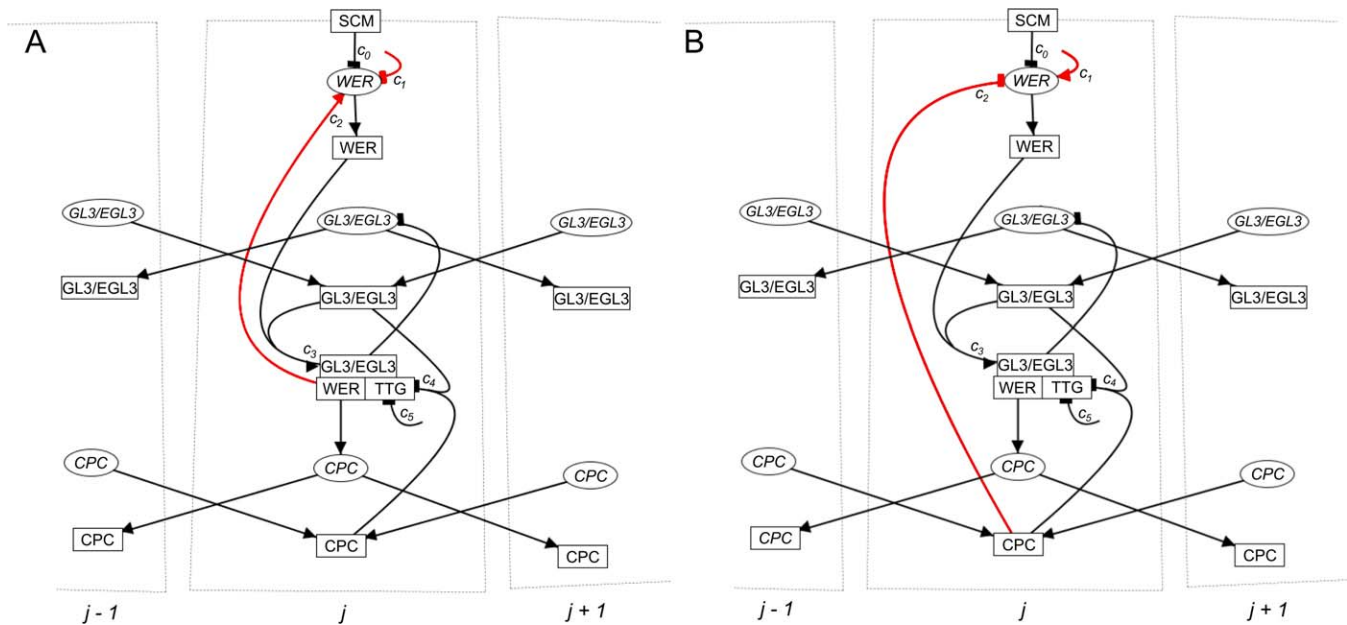 A
SCM
c0
WER
c1
c2
WER
GL3/EGL3
GL3/EGL3
GL3/EGL3
GL3/EGL3
GL3/EGL3
GL3/EGL3
c3
GL3/EGL3
WER
TTG
c4
c5
CPC
CPC
CPC
CPC
CPC
CPC
j - 1
j
j + 1
B
SCM
c0
WER
c1
c2
WER
GL3/EGL3
GL3/EGL3
GL3/EGL3
GL3/EGL3
GL3/EGL3
GL3/EGL3
c3
GL3/EGL3
WER
TTG
c4
c5
CPC
CPC
CPC
CPC
CPC
CPC
j - 1
j
j + 1